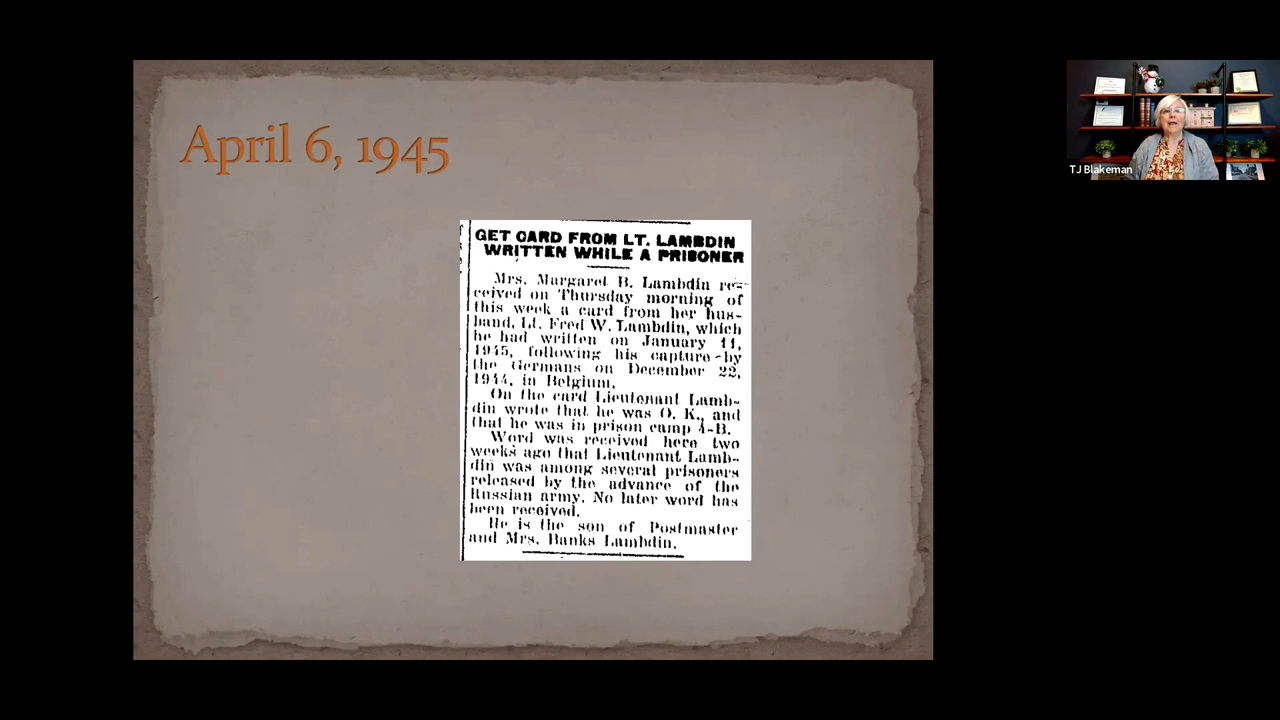 April 6, 1945
GET CARD FROM LT. LAMBDIN
WRITTEN WHILE A PRISONER
Mrs. Margaret B. Lambdin re-
ceived on Thursday morning of
this week a card from her hus-
band, Lt. Fred W. Lambdin, which
he had written on January 11,
1945, following his capture by
the Germans on December 22,
1944, in Belgium.
On the card Lieutenant Lamb-
din wrote that he was O. K., and
that he was in prison camp 4-B.
Word was received here two
weeks ago that Lieutenant Lamb-
din was among several prisoners
released by the advance of the
Russian army. No later word has
been received.
He is the son of Postmaster
and Mrs. Banks Lambdin.
TJ Blakeman